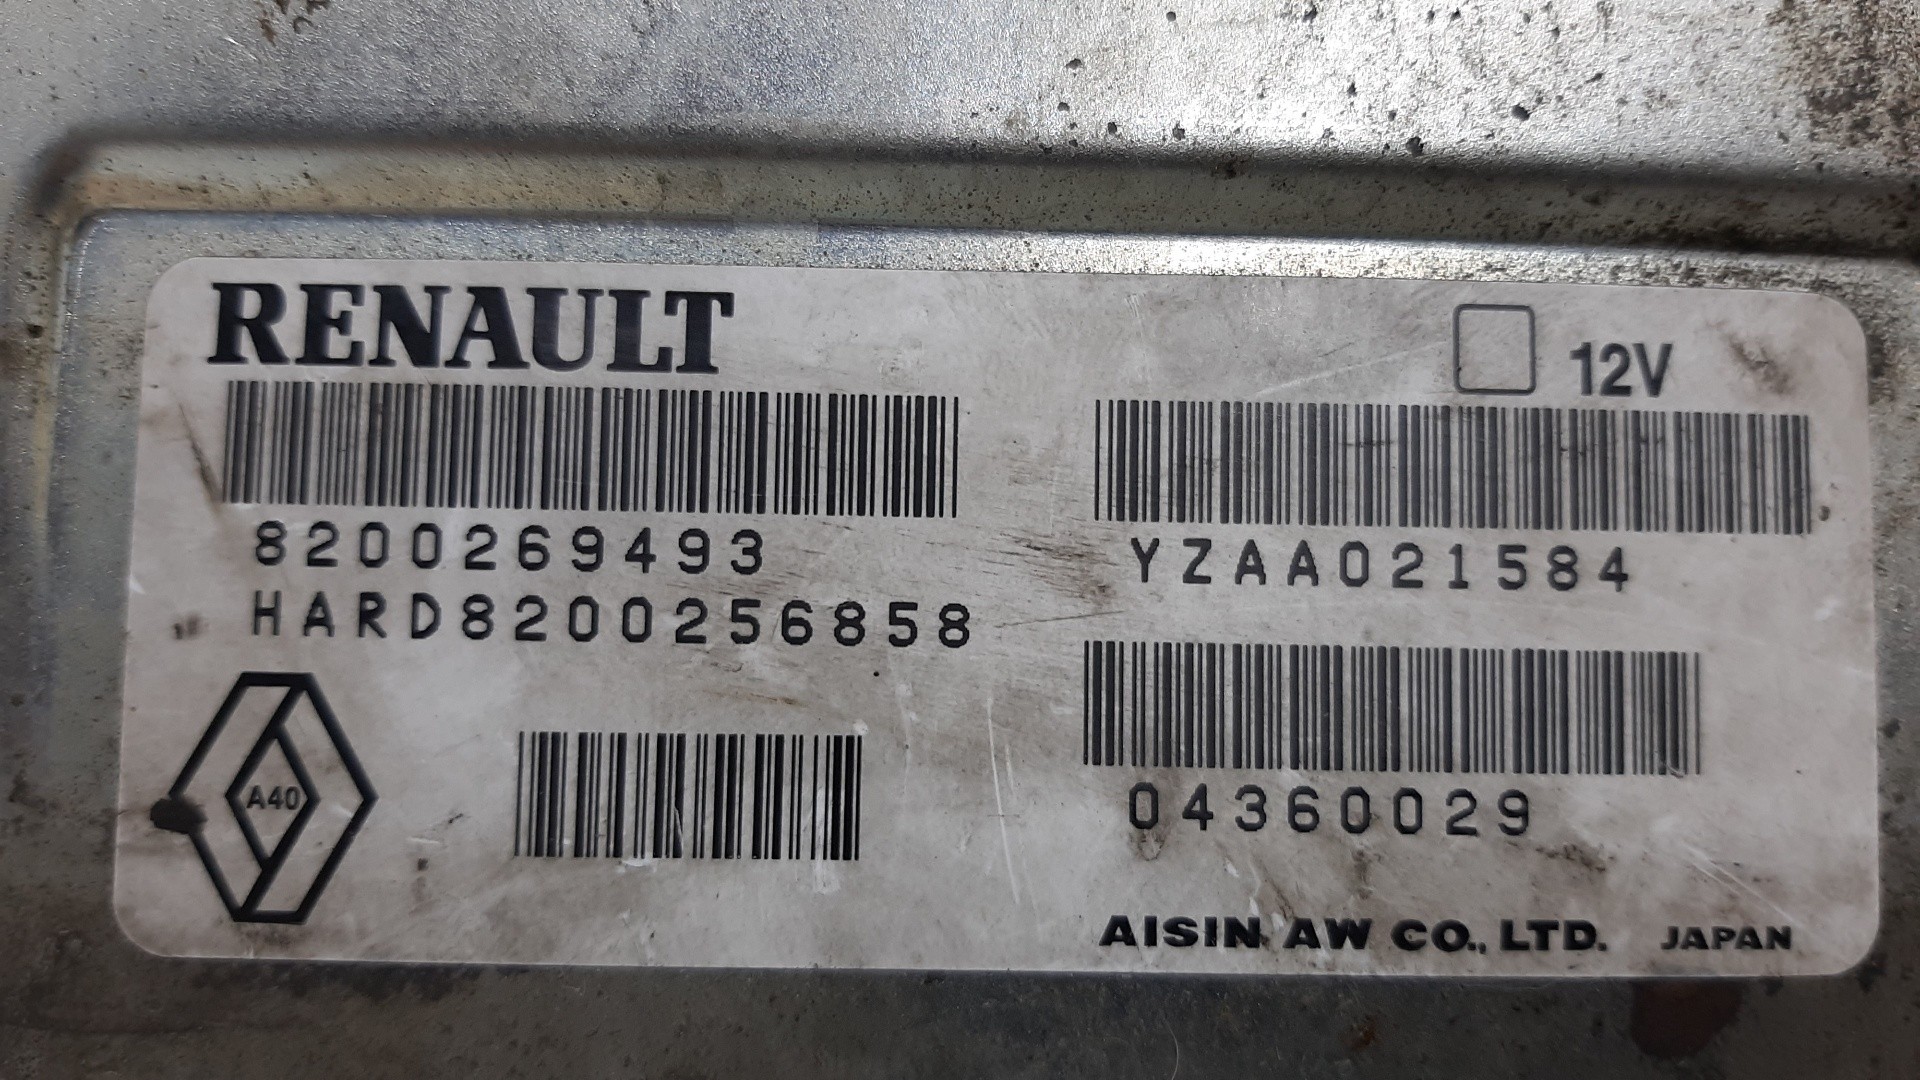 RENAULT
12V
8200269493
YZAA021584
HARD8200256858
A40
04360029
AISIN AW CO., LTD. JAPAN